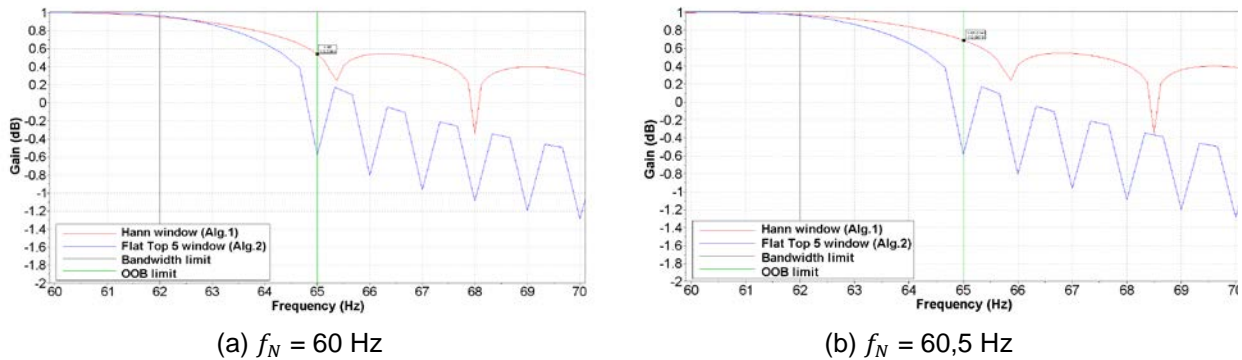 1
0.8
0.6
0.4
0.2
0
-0.2
-0.4
-0.6
-0.8
-1
-1.2
-1.4
-1.6
-1.8
-2
Gain (dB)
Hann window (Alg.1)
Flat Top 5 window (Alg.2)
Bandwidth limit
OOB limit
60 61 62 63 64 65 66 67 68 69 70
Frequency (Hz)
(a) f_N = 60 Hz
1
0.8
0.6
0.4
0.2
0
-0.2
-0.4
-0.6
-0.8
-1
-1.2
-1.4
-1.6
-1.8
-2
Gain (dB)
Hann window (Alg.1)
Flat Top 5 window (Alg.2)
Bandwidth limit
OOB limit
60 61 62 63 64 65 66 67 68 69 70
Frequency (Hz)
(b) f_N = 60,5 Hz